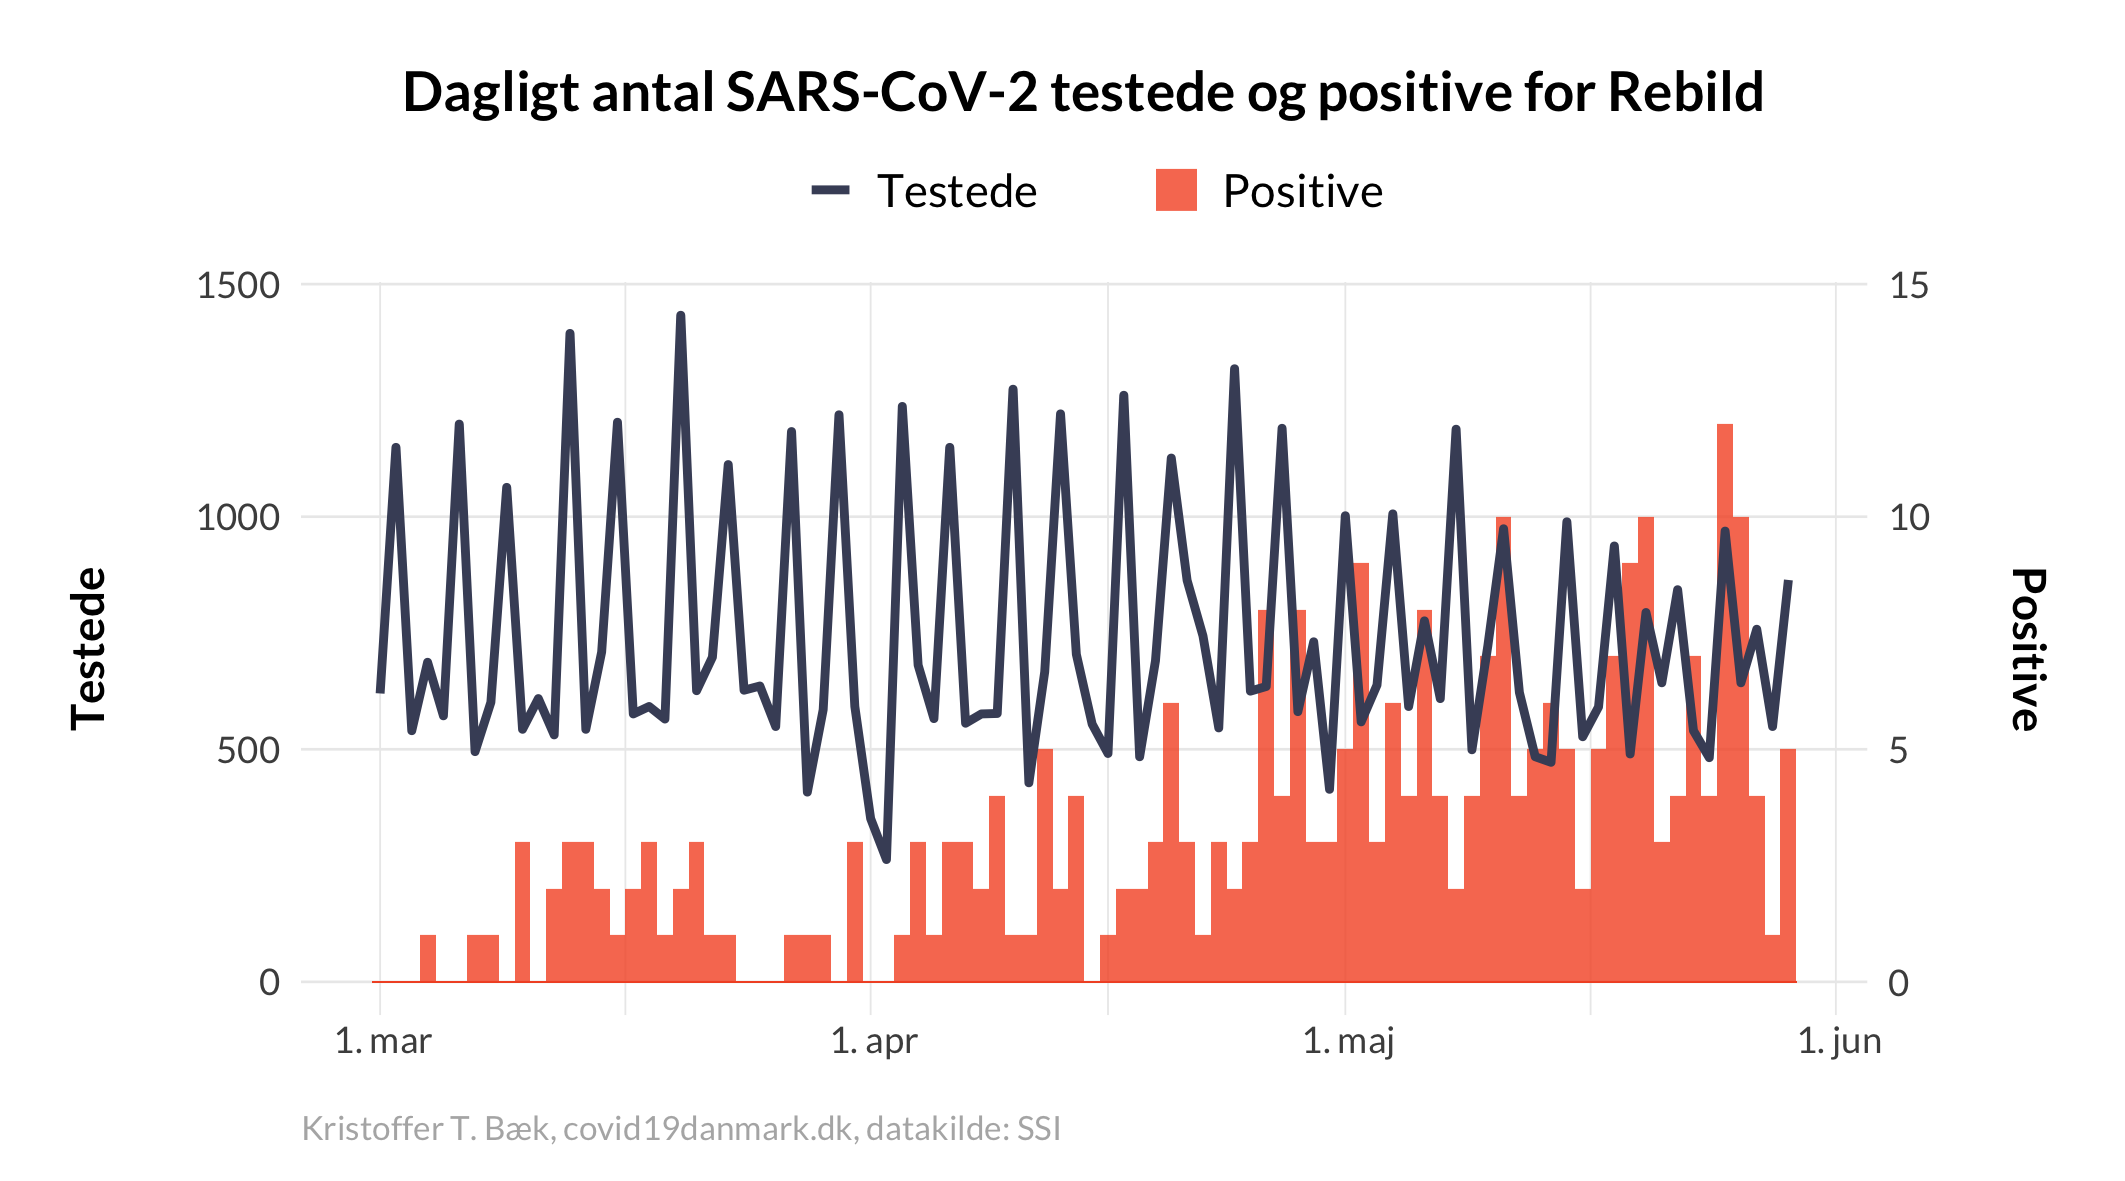 Dagligt antal SARS-CoV-2 testede og positive for Rebild
Testede Positive
1500 15
1000 10
500 5
0 0
Testede
Positive
1. mar 1. apr 1. maj 1. jun
Kristoffer T. Bæk, covid19danmark.dk, datakilde: SSI